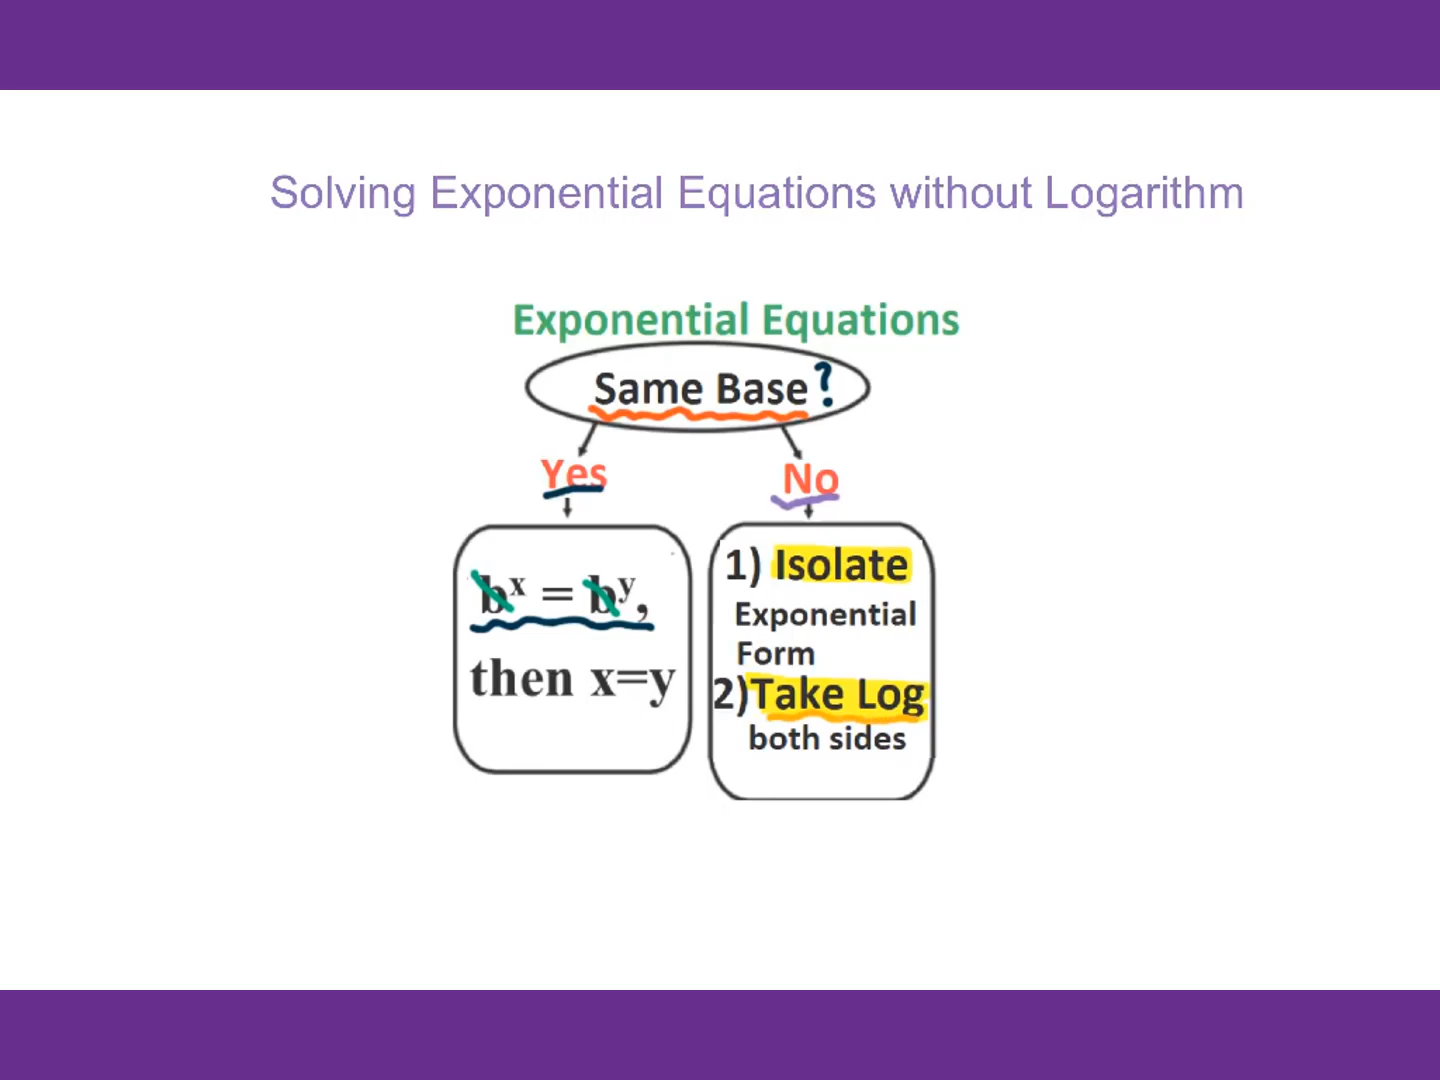 Solving Exponential Equations without Logarithm
Exponential Equations
Same Base?
Yes
No
bˣ = bʸ,
then x=y
1) Isolate
Exponential
Form
2)Take Log
both sides